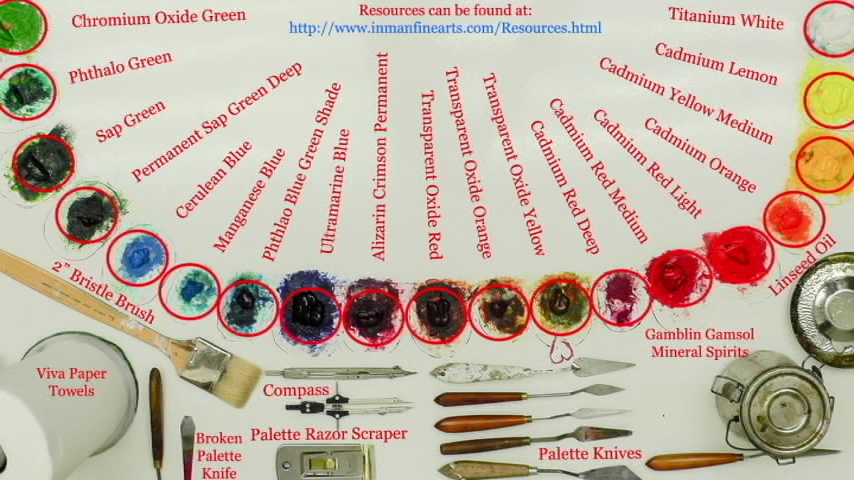 Resources can be found at:
http://www.inmanfinearts.com/Resources.html
Chromium Oxide Green
Phthalo Green
Sap Green
Permanent Sap Green Deep
Cerulean Blue
Manganese Blue
Phthlao Blue Green Shade
Ultramarine Blue
Alizarin Crimson Permanent
Transparent Oxide Red
Transparent Oxide Orange
Transparent Oxide Yellow
Cadmium Red Deep
Cadmium Red Medium
Cadmium Red Light
Cadmium Orange
Cadmium Yellow Medium
Cadmium Lemon
Titanium White
2" Bristle Brush
Linseed Oil
Gamblin Gamsol
Mineral Spirits
Viva Paper
Towels
Compass
Broken
Palette
Knife
Palette Razor Scraper
Palette Knives